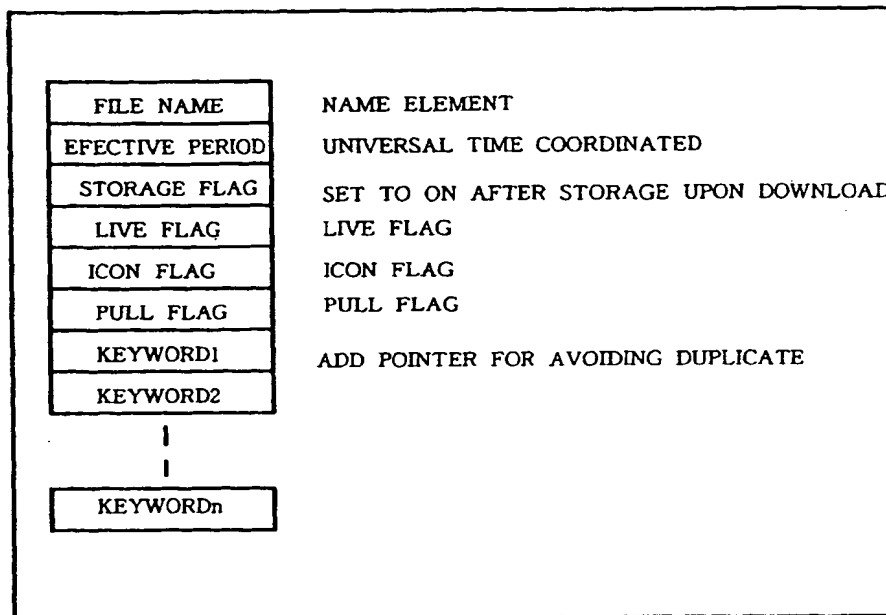 FILE NAME NAME ELEMENT
EFECTIVE PERIOD UNIVERSAL TIME COORDINATED
STORAGE FLAG SET TO ON AFTER STORAGE UPON DOWNLOAD
LIVE FLAG LIVE FLAG
ICON FLAG ICON FLAG
PULL FLAG PULL FLAG
KEYWORD1 ADD POINTER FOR AVOIDING DUPLICATE
KEYWORD2
KEYWORDn